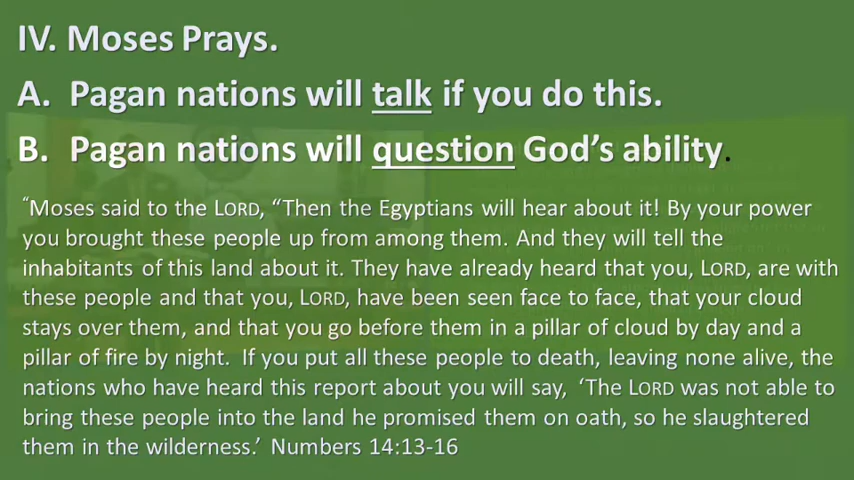 IV. Moses Prays.
A. Pagan nations will talk if you do this.
B. Pagan nations will question God's ability.
“Moses said to the LORD, “Then the Egyptians will hear about it! By your power
you brought these people up from among them. And they will tell the
inhabitants of this land about it. They have already heard that you, LORD, are with
these people and that you, LORD, have been seen face to face, that your cloud
stays over them, and that you go before them in a pillar of cloud by day and a
pillar of fire by night. If you put all these people to death, leaving none alive, the
nations who have heard this report about you will say, ‘The LORD was not able to
bring these people into the land he promised them on oath, so he slaughtered
them in the wilderness.’ Numbers 14:13-16